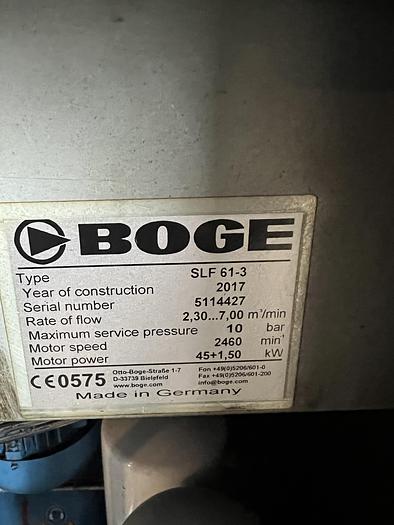 BOGE
Type SLF 61-3
Year of construction 2017
Serial number 5114427
Rate of flow 2,30...7,00 m³/min
Maximum service pressure 10 bar
Motor speed 2460 min⁻¹
Motor power 45+1,50 kW
CE0575
Otto-Boge-Straße 1-7
D-33739 Bielefeld
www.boge.com
Fon +49(0)5206/601-0
Fax +49(0)5206/601-200
info@boge.com
Made in Germany